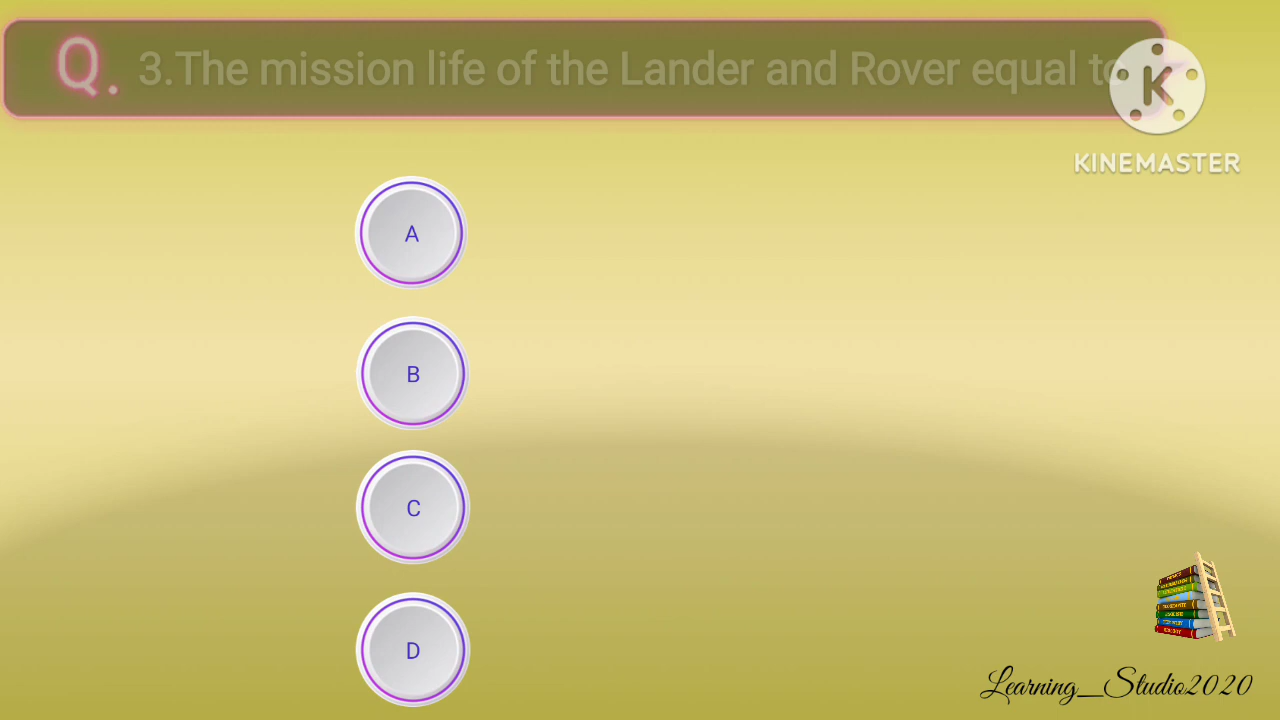 Q. 3.The mission life of the Lander and Rover equal to
K
KINEMASTER
A
B
C
D
Learning_Studio2020